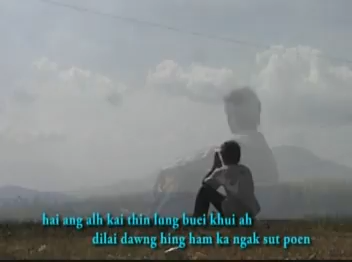 hai ang alh kai thin lung buei khui ah
dilai dawng hing ham ka ngak sut poen